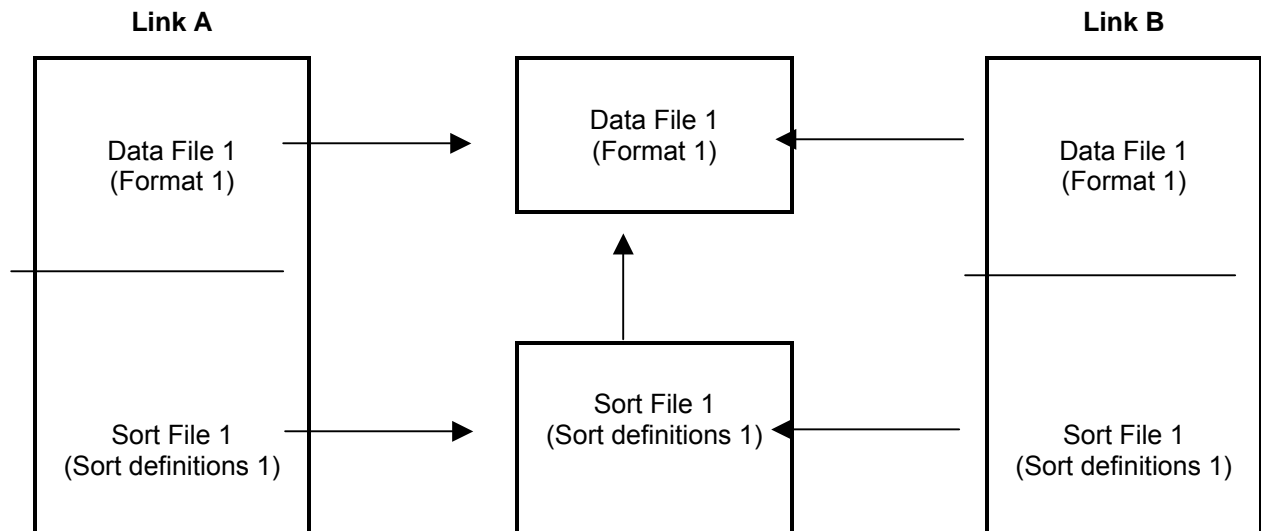 Link A
Link B
Data File 1
(Format 1)
Data File 1
(Format 1)
Data File 1
(Format 1)
Sort File 1
(Sort definitions 1)
Sort File 1
(Sort definitions 1)
Sort File 1
(Sort definitions 1)